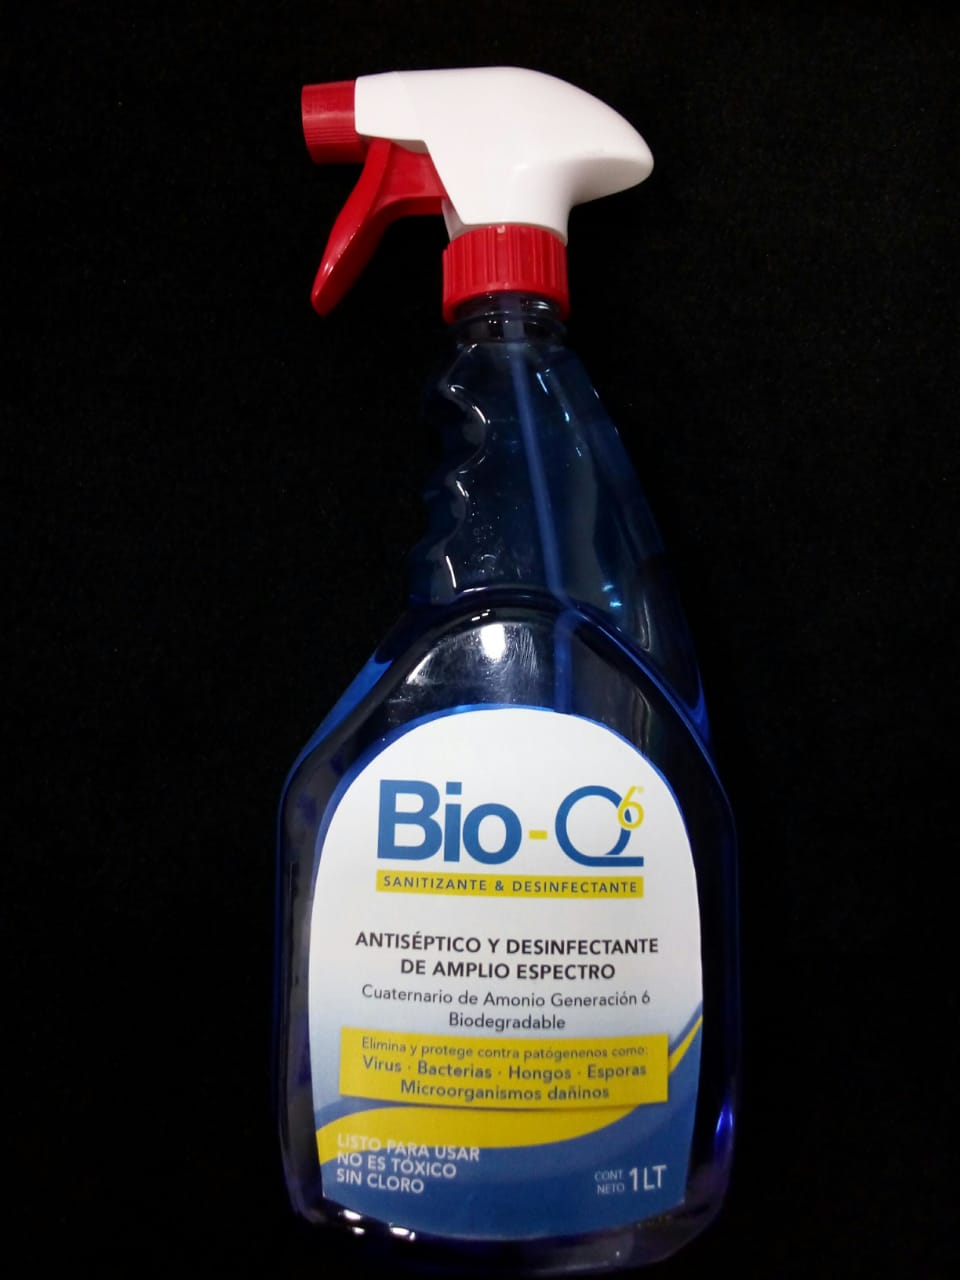 Bio-Q6
SANITIZANTE & DESINFECTANTE
ANTISÉPTICO Y DESINFECTANTE
DE AMPLIO ESPECTRO
Cuaternario de Amonio Generación 6
Biodegradable
Elimina y protege contra patógenenos como:
Virus · Bacterias · Hongos · Esporas
Microorganismos dañinos
LISTO PARA USAR
NO ES TÓXICO
SIN CLORO
CONT.
NETO 1LT